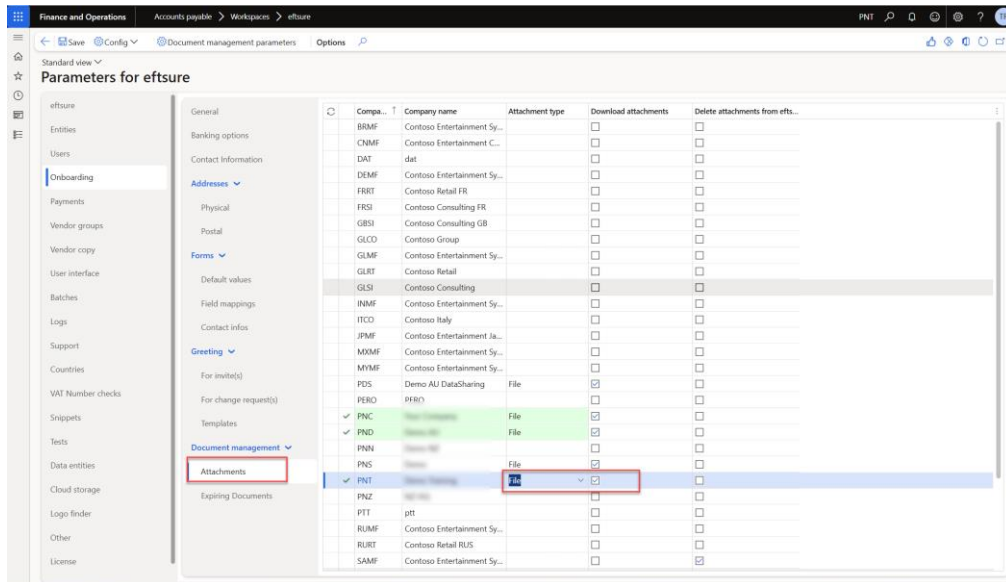 Finance and Operations Accounts payable > Workspaces > eftsure PNT ?
Save Config Document management parameters Options
Standard view
Parameters for eftsure
eftsure
Entities
Users
Onboarding
Payments
Vendor groups
Vendor copy
User interface
Batches
Logs
Support
Countries
VAT Number checks
Snippets
Tests
Data entities
Cloud storage
Logo finder
Other
License
General
Banking options
Contact Information
Addresses
Physical
Postal
Forms
Default values
Field mappings
Contact infos
Greeting
For invite(s)
For change request(s)
Templates
Document management
Attachments
Expiring Documents
Compa... ↑ Company name Attachment type Download attachments Delete attachments from efts...
BRMF Contoso Entertainment Sy...
CNMF Contoso Entertainment C...
DAT dat
DEMF Contoso Entertainment Sy...
FRRT Contoso Retail FR
FRSI Contoso Consulting FR
GBSI Contoso Consulting GB
GLCO Contoso Group
GLMF Contoso Entertainment Sy...
GLRT Contoso Retail
GLSI Contoso Consulting
INMF Contoso Entertainment Sy...
ITCO Contoso Italy
JPMF Contoso Entertainment Ja...
MXMF Contoso Entertainment Sy...
MYMF Contoso Entertainment Sy...
PDS Demo AU DataSharing File
PERO PERO
PNC File
PND File
PNN
PNS File
PNT File
PNZ
PTT ptt
RUMF Contoso Entertainment Sy...
RURT Contoso Retail RUS
SAMF Contoso Entertainment Sy...